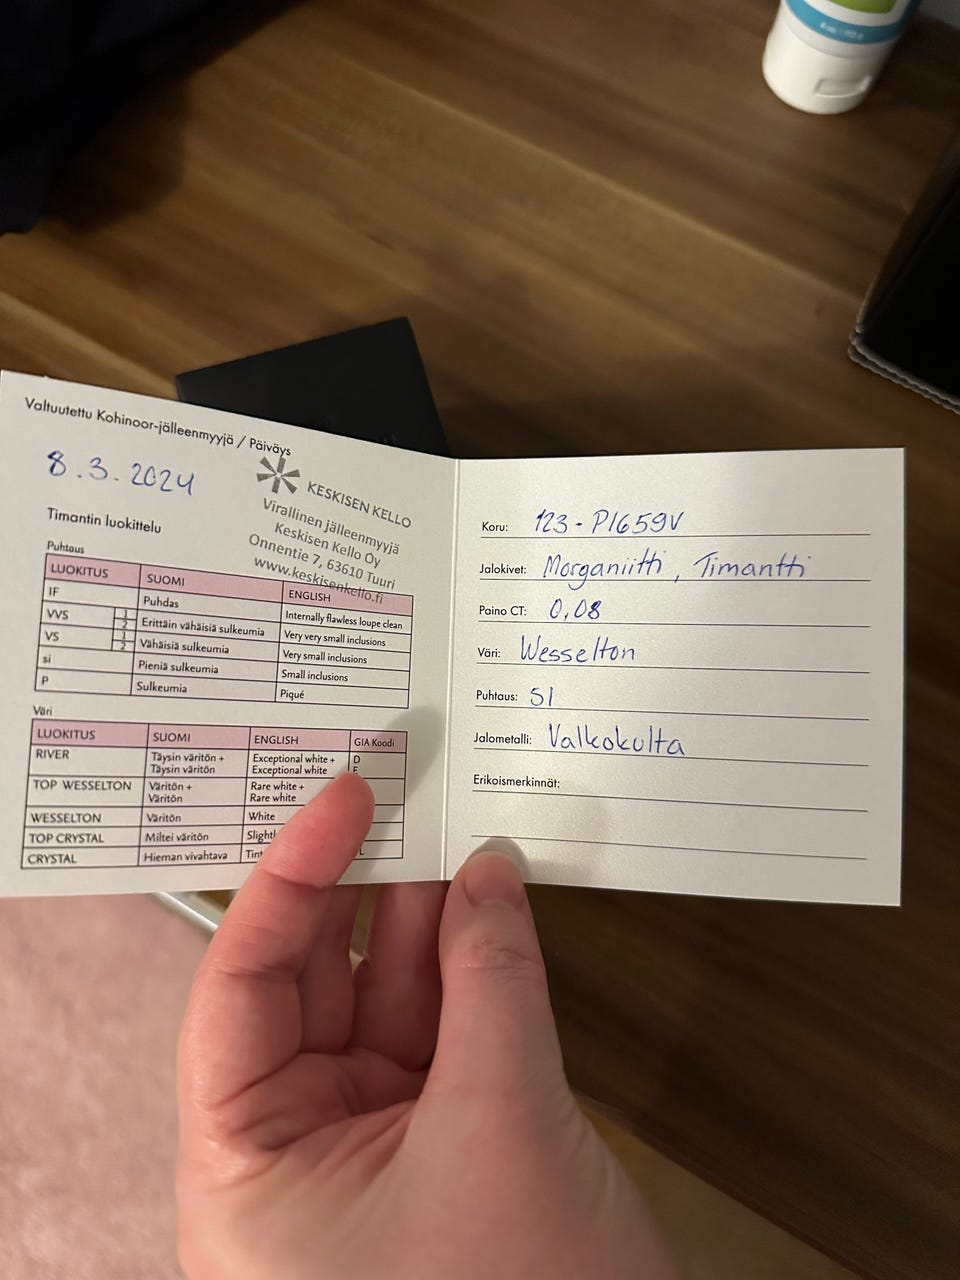 Valtuutettu Kohinoor-jälleenmyyjä / Päiväys
8.3.2024
KESKISEN KELLO
Virallinen jälleenmyyjä
Keskisen Kello Oy
Onnentie 7, 63610 Tuuri
www.keskisenkello.fi
Timantin luokittelu
Puhtaus
LUOKITUS SUOMI ENGLISH
IF Puhdas Internally flawless loupe clean
VVS 1 2 Erittäin vähäisiä sulkeumia Very very small inclusions
VS 1 2 Vähäisiä sulkeumia Very small inclusions
si Pieniä sulkeumia Small inclusions
P Sulkeumia Piqué
Väri
LUOKITUS SUOMI ENGLISH GIA Koodi
RIVER Täysin väritön + Exceptional white + D
Täysin väritön Exceptional white
TOP WESSELTON Väritön + Rare white +
Väritön Rare white
WESSELTON Väritön White
TOP CRYSTAL Miltei väritön
CRYSTAL Hieman vivahtava
Koru: 123-P1659V
Jalokivet: Morganiitti, Timantti
Paino CT: 0,08
Väri: Wesselton
Puhtaus: SI
Jalometalli: Valkokulta
Erikoismerkinnät: